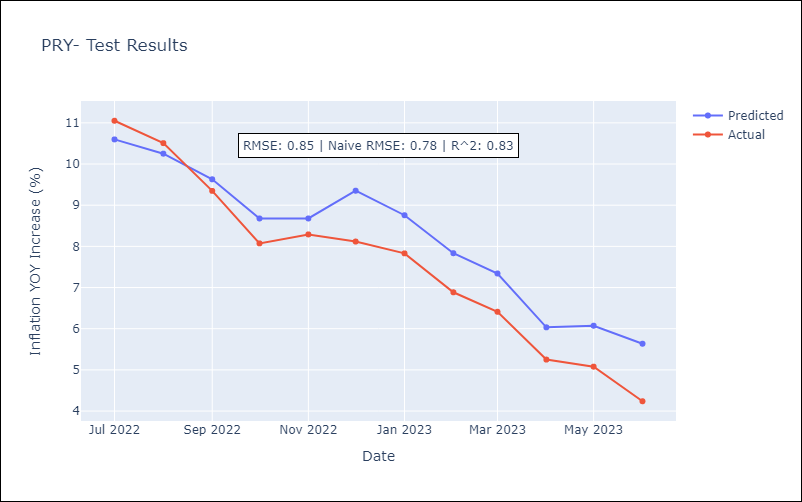 PRY- Test Results
Predicted
Actual
RMSE: 0.85 | Naive RMSE: 0.78 | R^2: 0.83
Inflation YOY Increase (%)
11
10
9
8
7
6
5
4
Jul 2022
Sep 2022
Nov 2022
Jan 2023
Mar 2023
May 2023
Date